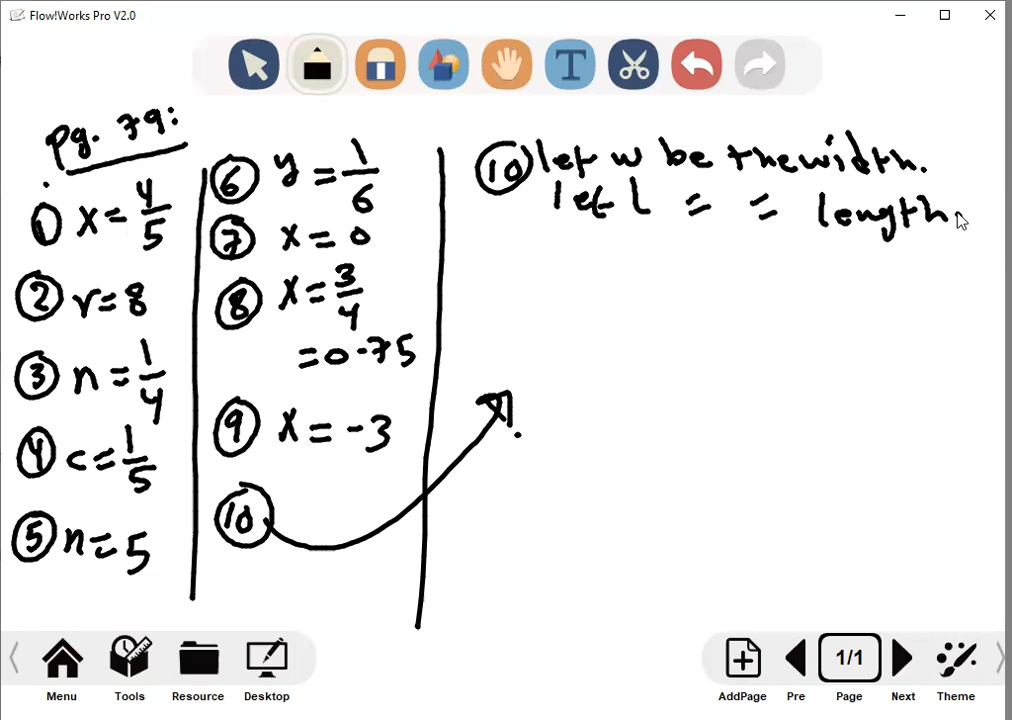 Flow!Works Pro V2.0
pg. 79:
① x = 4/5
② r = 8
③ n = 1/4
④ c = 1/5
⑤ n = 5
⑥ y = 1/6
⑦ x = 0
⑧ x = 3/4
= 0.75
⑨ x = -3
⑩
⑩ let w be the width.
let l = = length.
Menu Tools Resource Desktop
AddPage Pre 1/1 Page Next Theme